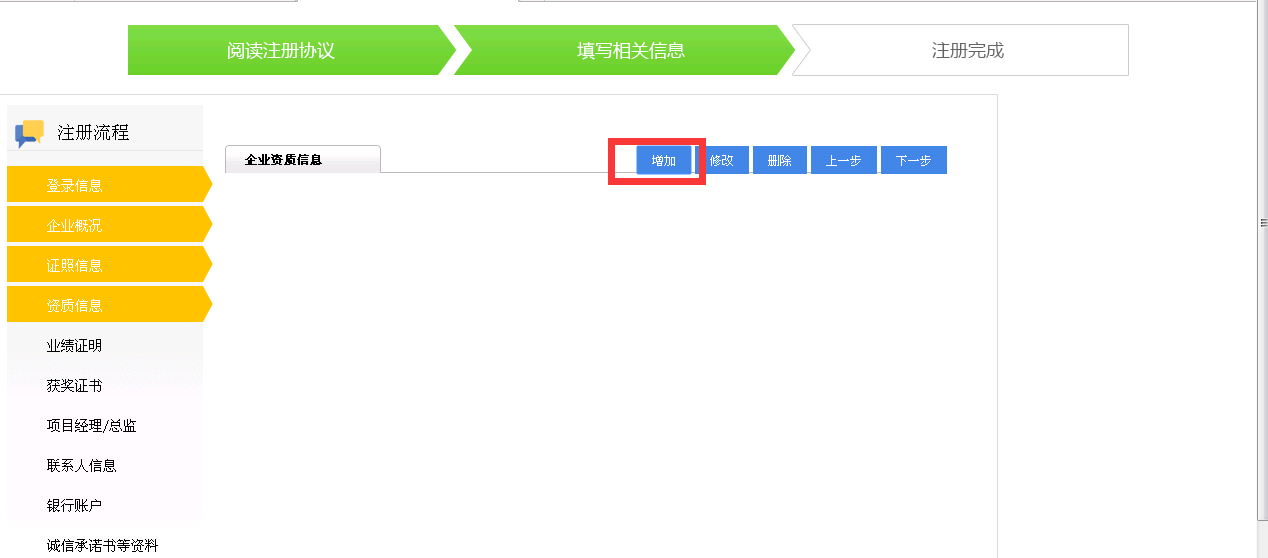 阅读注册协议
填写相关信息
注册完成
注册流程
登录信息
企业概况
证照信息
资质信息
业绩证明
获奖证书
项目经理/总监
联系人信息
银行账户
诚信承诺书等资料
企业资质信息
增加 修改 删除 上一步 下一步